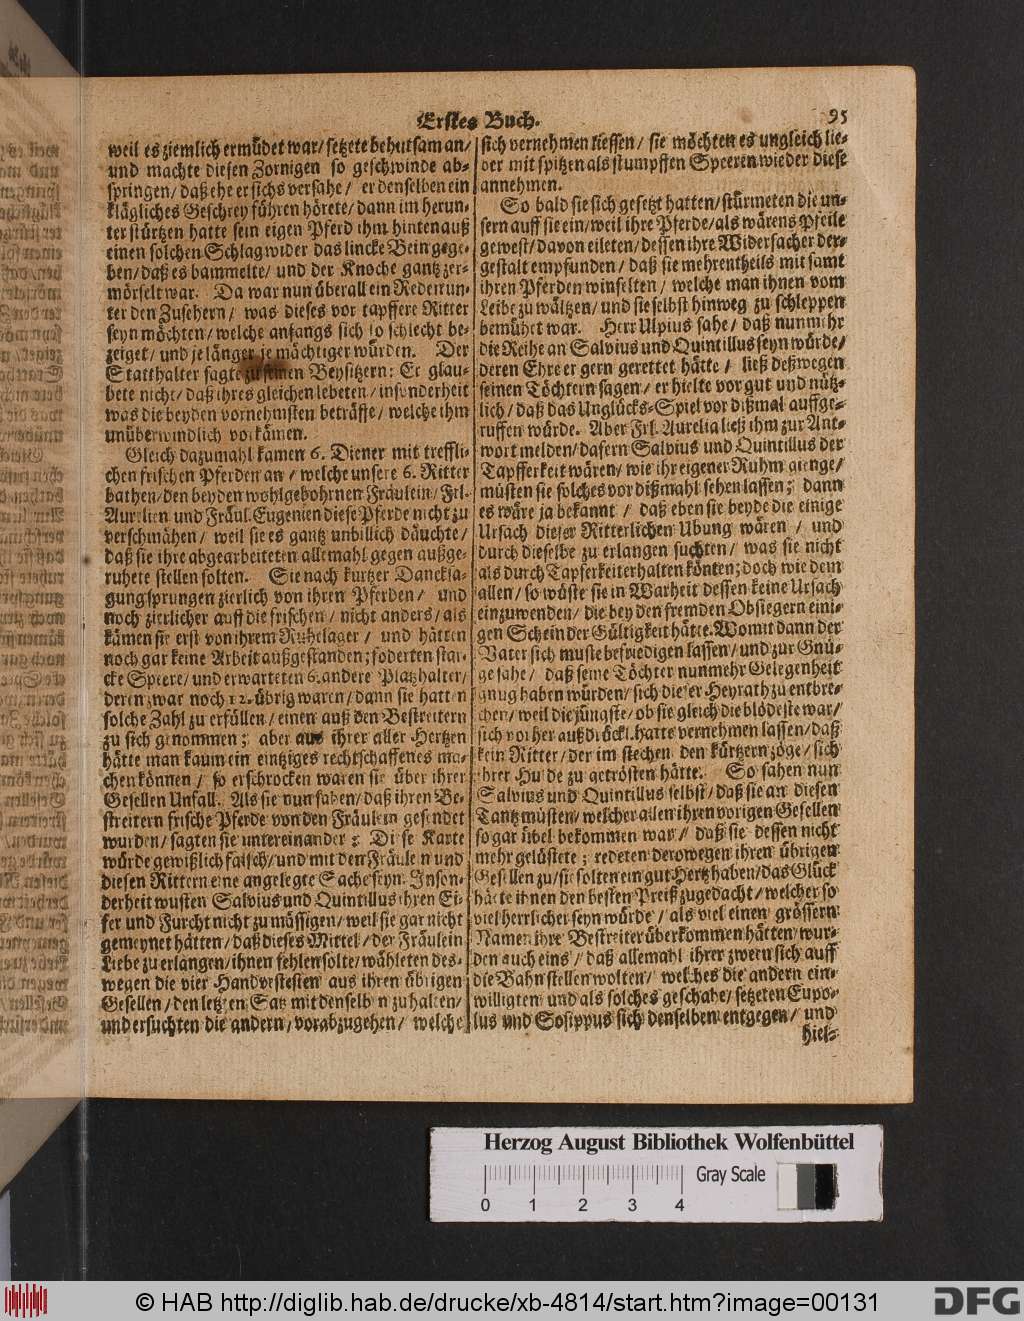 Erstes Buch.
95
weil es ziemlich ermüdet war/ setzete behutsam an/
und machte diesen Zornigen so geschwinde ab-
springen/ daß ehe er sichs versahe/ er denselben ein
klägliches Geschrey führen hörete/ dann im herun-
ter stürtzen hatte sein eigen Pferd ihm hinten auß
einen solchen Schlag wider das lincke Bein gege-
ben/ daß es bammelte/ und der Knoche gantz zer-
mörselt war. Da war nun überall ein Reden un-
ter den Zusehern/ was dieses vor tapffere Ritter
seyn möchten/ welche anfangs sich so schlecht be-
zeiget/ und je länger je mächtiger würden. Der
Statthalter sagte zu seinen Beysitzern: Er glau-
bete nicht/ daß ihres gleichen lebeten/ insonderheit
was die beyden vornehmsten beträffe/ welche ihm
unüberwindlich vorkämen.
Gleich dazumahl kamen 6. Diener mit treffli-
chen frischen Pferden an/ welche unsere 6. Ritter
bathen/ den beyden wohlgebohrnen Fräulein/ Frl.
Aurelien und Fräul. Eugenien diese Pferde nicht zu
verschmähen/ weil sie es gantz unbillich däuchte/
daß sie ihre abgearbeiteten allemahl gegen außge-
ruhete stellen solten. Sie nach kurtzer Dancksa-
gung sprungen zierlich von ihren Pferden/ und
noch zierlicher auff die frischen/ nicht anders/ als
kämen sie erst von ihrem Ruhelager/ und hätten
noch gar keine Arbeit außgestanden; foderten star-
cke Speere/ und erwarteten 6. andere Platzhalter/
deren zwar noch 12. übrig waren/ dann sie hatten
solche Zahl zu erfüllen/ einen auß den Bestreitern
zu sich genommen; aber aus ihrer aller Hertzen
hätte man kaum ein eintziges rechtschaffenes ma-
chen können/ so erschrocken waren sie über ihrer
Gesellen Unfall. Als sie nun sahen/ daß ihren Be-
streitern frische Pferde von den Fräulein gesendet
wurden/ sagten sie untereinander: Diese Karte
würde gewißlich falsch/ und mit den Fräulein und
diesen Rittern eine angelegte Sache seyn. Inson-
derheit wusten Salvius und Quintillus ihren Ei-
fer und Furcht nicht zu mässigen/ weil sie gar nicht
gemeynet hätten/ daß dieses Mittel/ der Fräulein
Liebe zu erlangen/ ihnen fehlen solte/ wähleten des-
wegen die vier Handvestesten aus ihren übrigen
Gesellen/ den letzten Satz mit denselben zu halten/
und ersuchten die andern/ vorabzugehen/ welche
sich vernehmen liessen/ sie möchten es ungleich lie-
ber mit spitzen als stumpffen Speeren wieder diese
annehmen.
So bald sie sich gesetzt hatten/ stürmeten die un-
sern auff sie ein/ weil ihre Pferde/ als wärens Pfeile
gewest/ davon eileten/ dessen ihre Widersacher der-
gestalt empfunden/ daß sie mehrentheils mit samt
ihren Pferden winselten/ welche man ihnen vom
Leibe zu wältzen/ und sie selbst hinweg zu schleppen
bemühet war. Herr Ulpius sahe/ daß nunmehr
die Reihe an Salvius und Quintillus seyn würde/
deren Ehre er gern gerettet hätte/ ließ deßwegen
seinen Töchtern sagen/ er hielte vor gut und nütz-
lich/ daß das Unglücks-Spiel vor dißmal auffge-
ruffen würde. Aber Frl. Aurelia ließ ihm zur Ant-
wort melden/ dafern Salvius und Quintillus der
Tapfferkeit wären/ wie ihr eigener Ruhm gienge/
müsten sie solches vor dißmahl sehen lassen; dann
es wäre ja bekannt/ daß eben sie beyde die einige
Ursach dieser Ritterlichen Ubung wären/ und
durch dieselbe zu erlangen suchten/ was sie nicht
als durch Tapferkeit erhalten könten; doch wie dem
allen/ so wüste sie in Warheit dessen keine Ursach
einzuwenden/ die bey den fremden Obsiegern eini-
gen Schein der Gültigkeit hätte. Womit dann der
Vater sich muste befriedigen lassen/ und zur Gnü-
ge sahe/ daß seine Töchter nunmehr Gelegenheit
gnug haben würden/ sich dieser Heyrath zu entbre-
chen/ weil die jüngste/ ob sie gleich die blödeste war/
sich vorher außdrückl. hatte vernehmen lassen/ daß
kein Ritter/ der im stechen den kürtzern zöge/ sich
ihrer Hulde zu getrösten hätte. So sahen nun
Salvius und Quintillus selbst/ daß sie an diesen
Tantz müsten/ welcher allen ihren vorigen Gesellen
so gar übel bekommen war/ daß sie dessen nicht
mehr gelüstete; redeten derowegen ihren übrigen
Gesellen zu/ sie solten ein gut Hertz haben/ das Glück
hätte ihnen den besten Preiß zugedacht/ welcher so
viel herrlicher seyn würde/ als viel einen grössern
Namen ihre Bestreiter überkommen hätten/ wur-
den auch eins/ daß allemahl ihrer zween sich auff
die Bahn stellen wolten/ welches die andern ein-
willigten/ und als solches geschahe/ setzeten Eupo-
lus und Sosippus sich denselben entgegen/ und
hiel-
Herzog August Bibliothek Wolfenbüttel
Gray Scale
0 1 2 3 4
© HAB http://diglib.hab.de/drucke/xb-4814/start.htm?image=00131
DFG